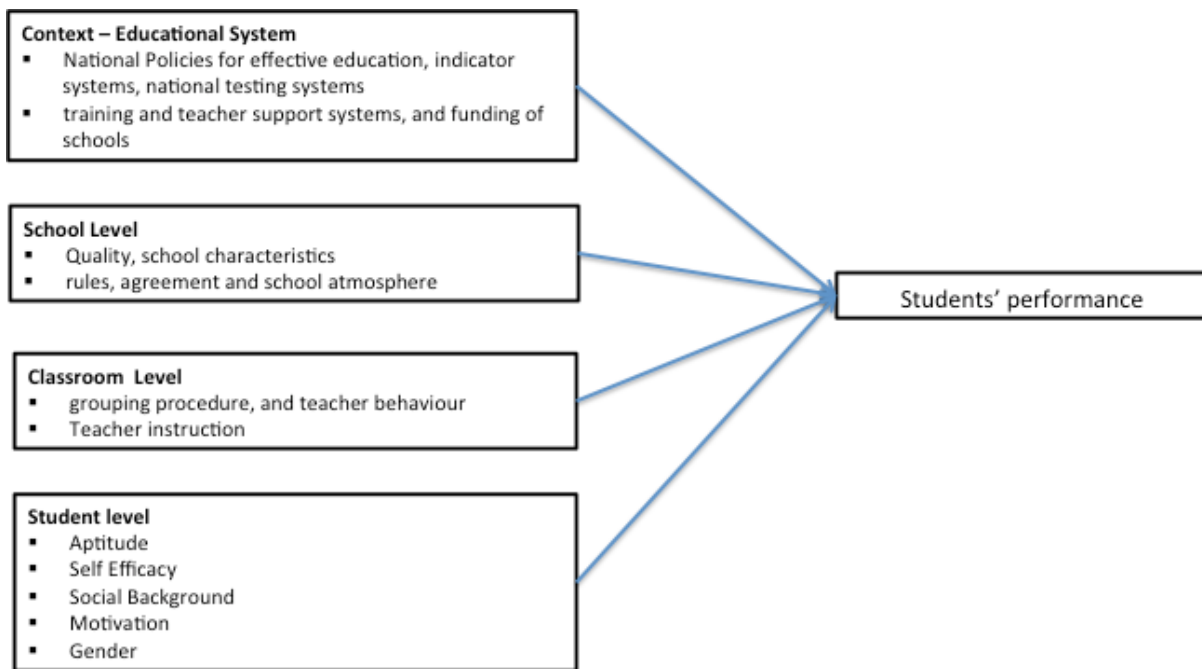 Context – Educational System
▪ National Policies for effective education, indicator
systems, national testing systems
▪ training and teacher support systems, and funding of
schools
School Level
▪ Quality, school characteristics
▪ rules, agreement and school atmosphere
Students’ performance
Classroom Level
▪ grouping procedure, and teacher behaviour
▪ Teacher instruction
Student level
▪ Aptitude
▪ Self Efficacy
▪ Social Background
▪ Motivation
▪ Gender